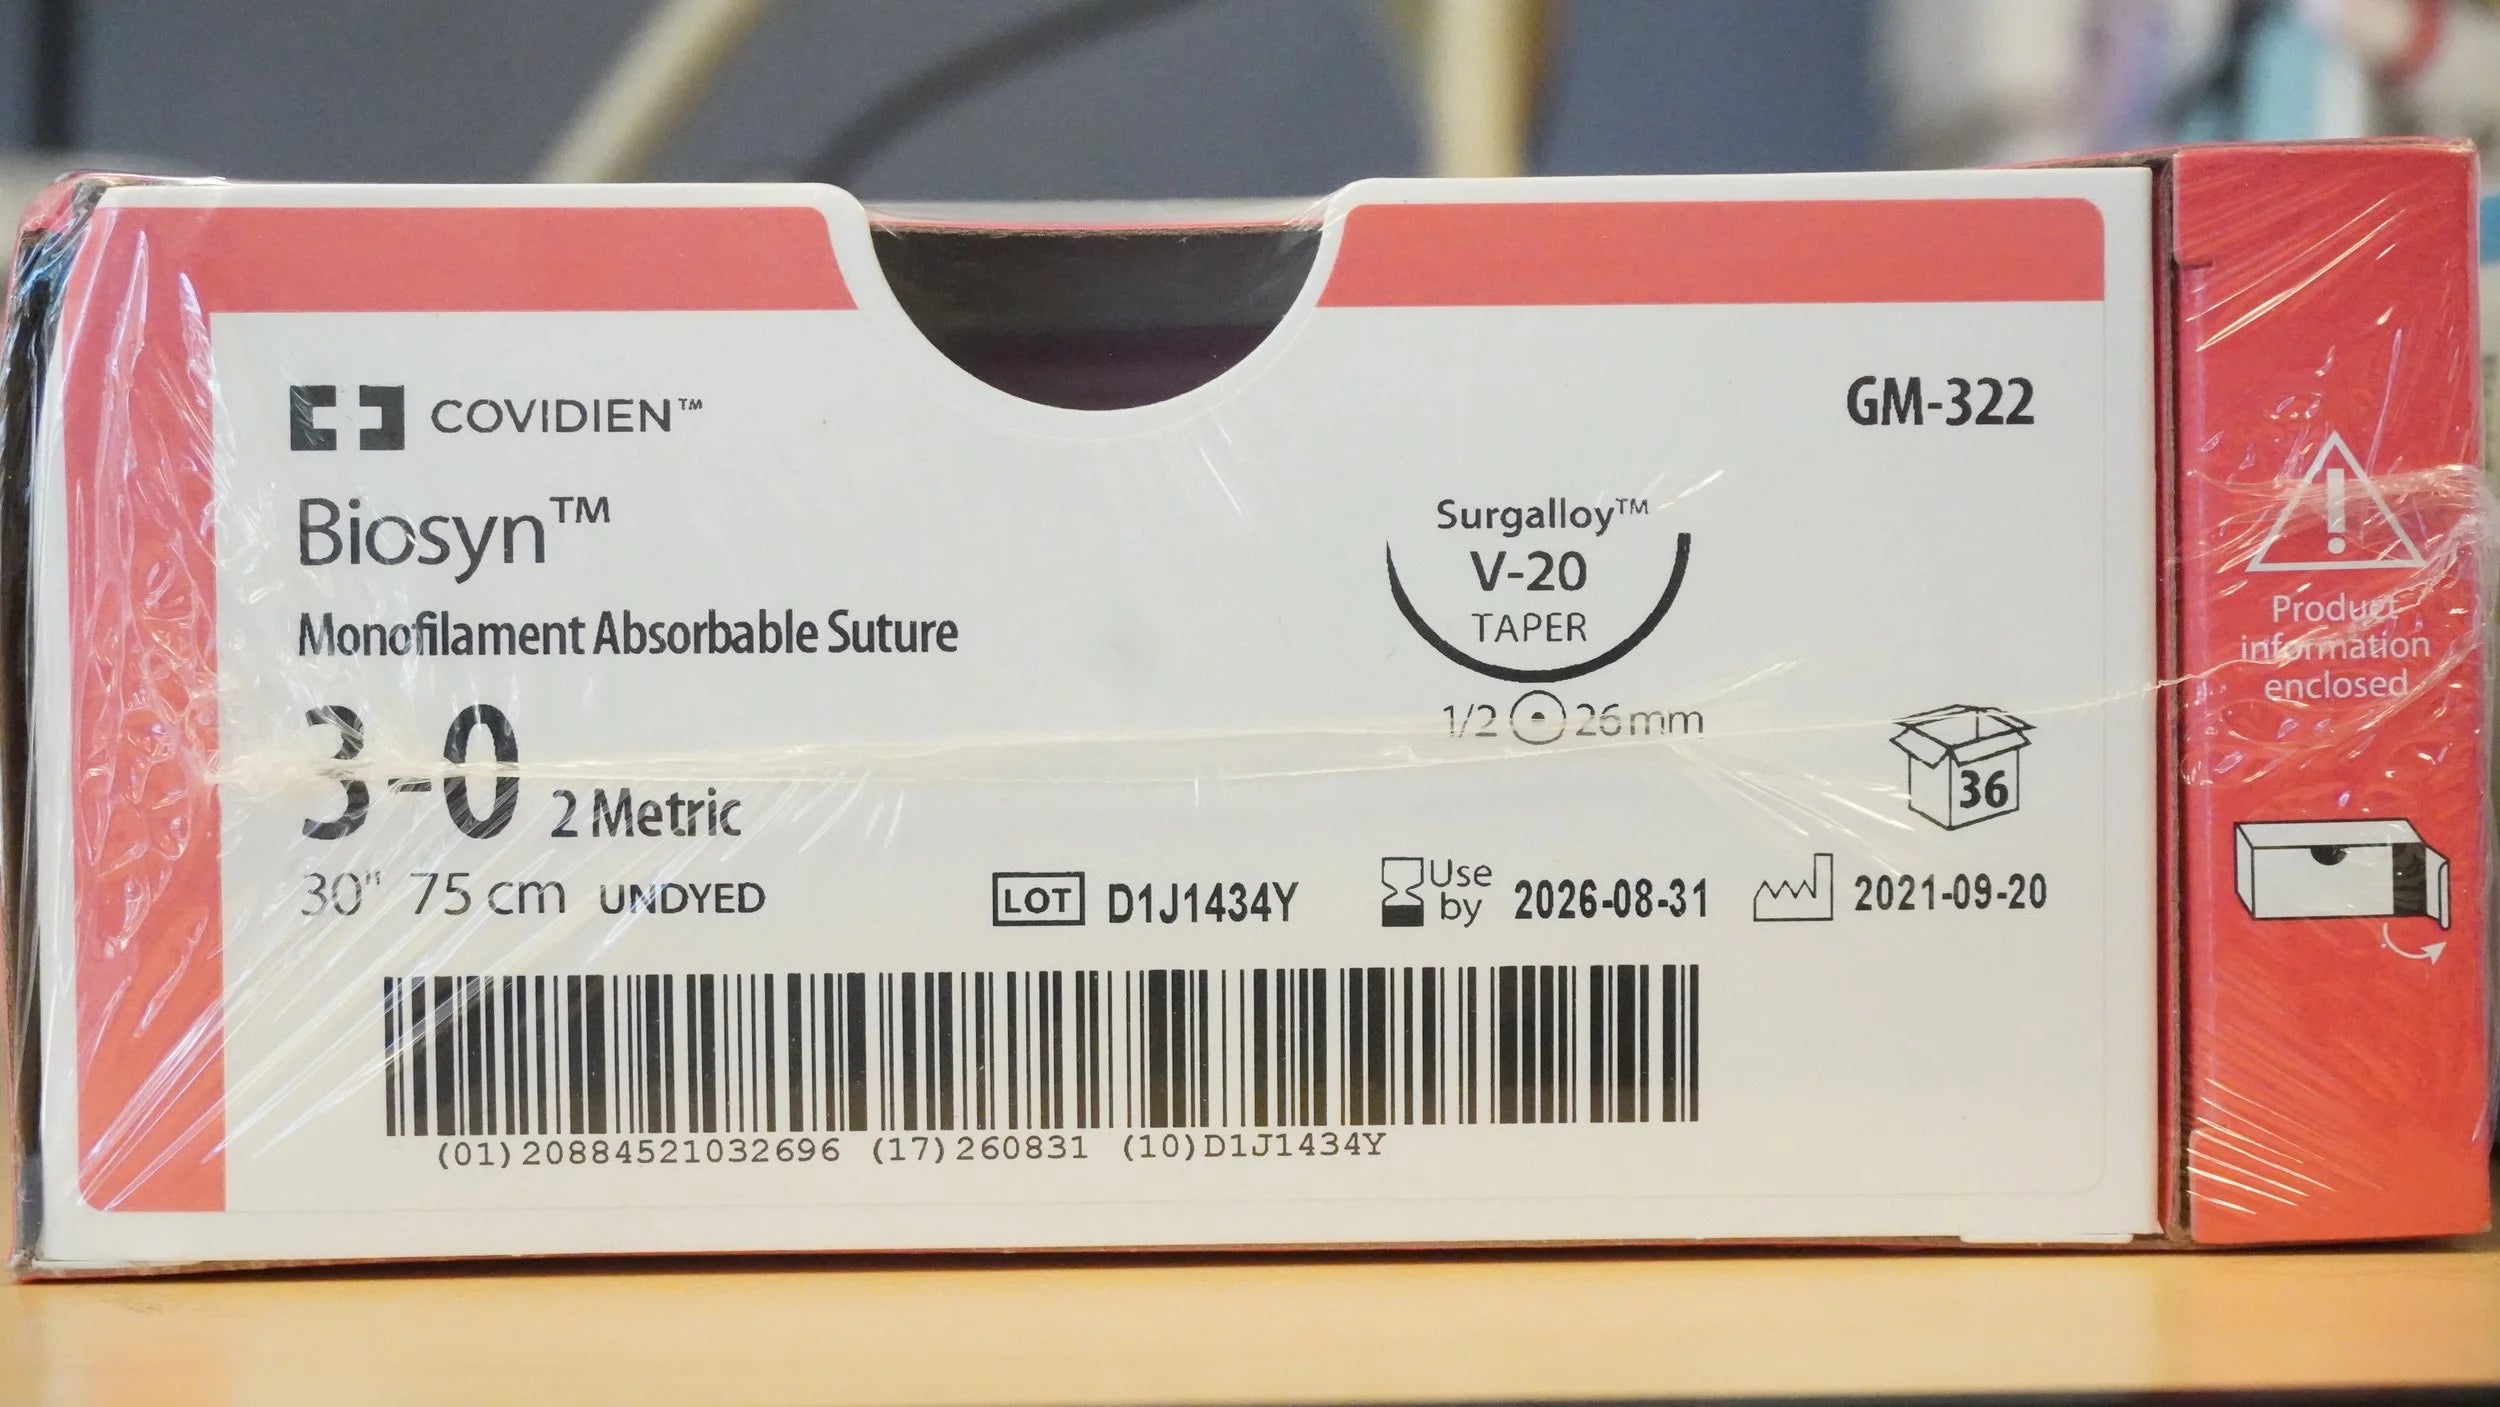 COVIDIEN™
Biosyn™
Monofilament Absorbable Suture
3-0 2 Metric
30" 75 cm UNDYED
GM-322
Surgalloy™
V-20
TAPER
1/2 26 mm
36
LOT D1J1434Y
Use by 2026-08-31
2021-09-20
(01)20884521032696 (17)260831 (10)D1J1434Y
Product
information
enclosed